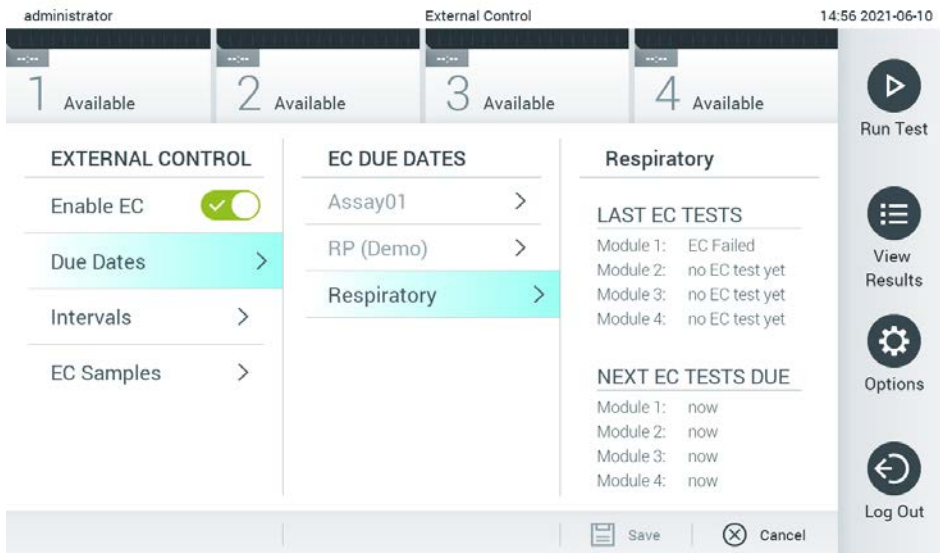 administrator External Control 14:56 2021-06-10
--:-- --:-- --:-- --:--
1 Available 2 Available 3 Available 4 Available
Run Test
View Results
Options
Log Out
EXTERNAL CONTROL
Enable EC
Due Dates
Intervals
EC Samples
EC DUE DATES
Assay01
RP (Demo)
Respiratory
Respiratory
LAST EC TESTS
Module 1: EC Failed
Module 2: no EC test yet
Module 3: no EC test yet
Module 4: no EC test yet
NEXT EC TESTS DUE
Module 1: now
Module 2: now
Module 3: now
Module 4: now
Save Cancel